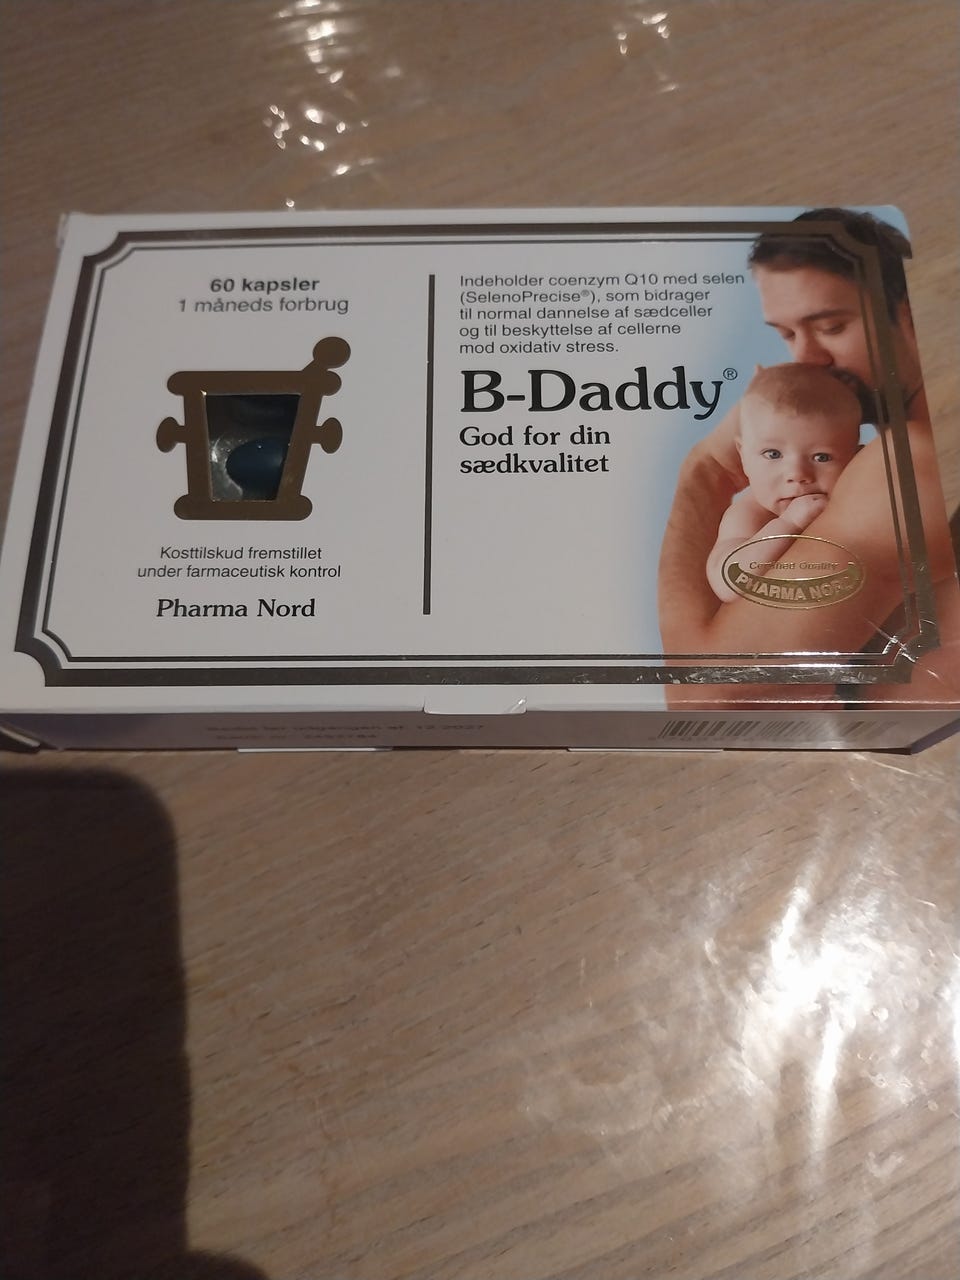 60 kapsler
1 måneds forbrug
Kosttilskud fremstillet
under farmaceutisk kontrol
Pharma Nord
Indeholder coenzym Q10 med selen
(SelenoPrecise®), som bidrager
til normal dannelse af sædceller
og til beskyttelse af cellerne
mod oxidativ stress.
B-Daddy®
God for din
sædkvalitet
Certified Quality
PHARMA NORD
12-2027